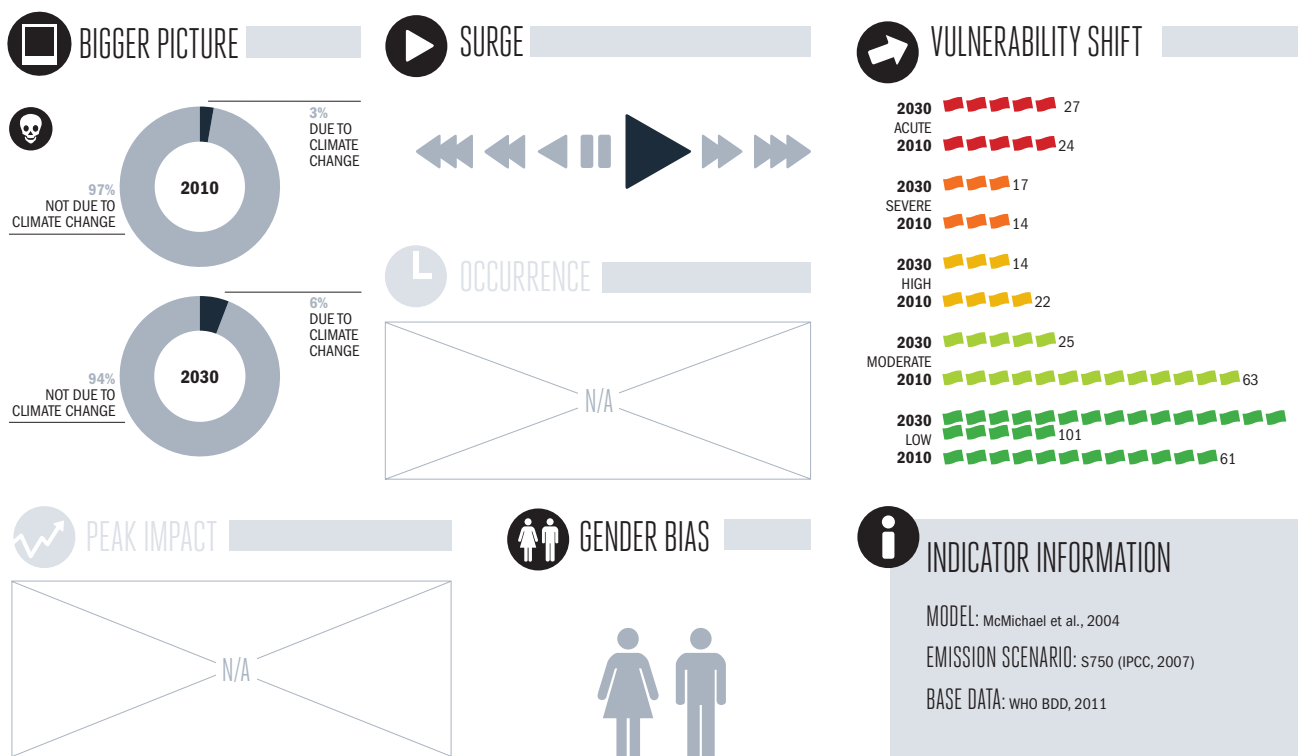 BIGGER PICTURE
3%
DUE TO
CLIMATE
CHANGE
2010
97%
NOT DUE TO
CLIMATE CHANGE
6%
DUE TO
CLIMATE
CHANGE
2030
94%
NOT DUE TO
CLIMATE CHANGE
SURGE
OCCURRENCE
N/A
VULNERABILITY SHIFT
2030 27
ACUTE
2010 24
2030 17
SEVERE
2010 14
2030 14
HIGH
2010 22
2030 25
MODERATE
2010 63
2030
LOW 101
2010 61
PEAK IMPACT
N/A
GENDER BIAS
INDICATOR INFORMATION
MODEL: McMichael et al., 2004
EMISSION SCENARIO: S750 (IPCC, 2007)
BASE DATA: WHO BDD, 2011